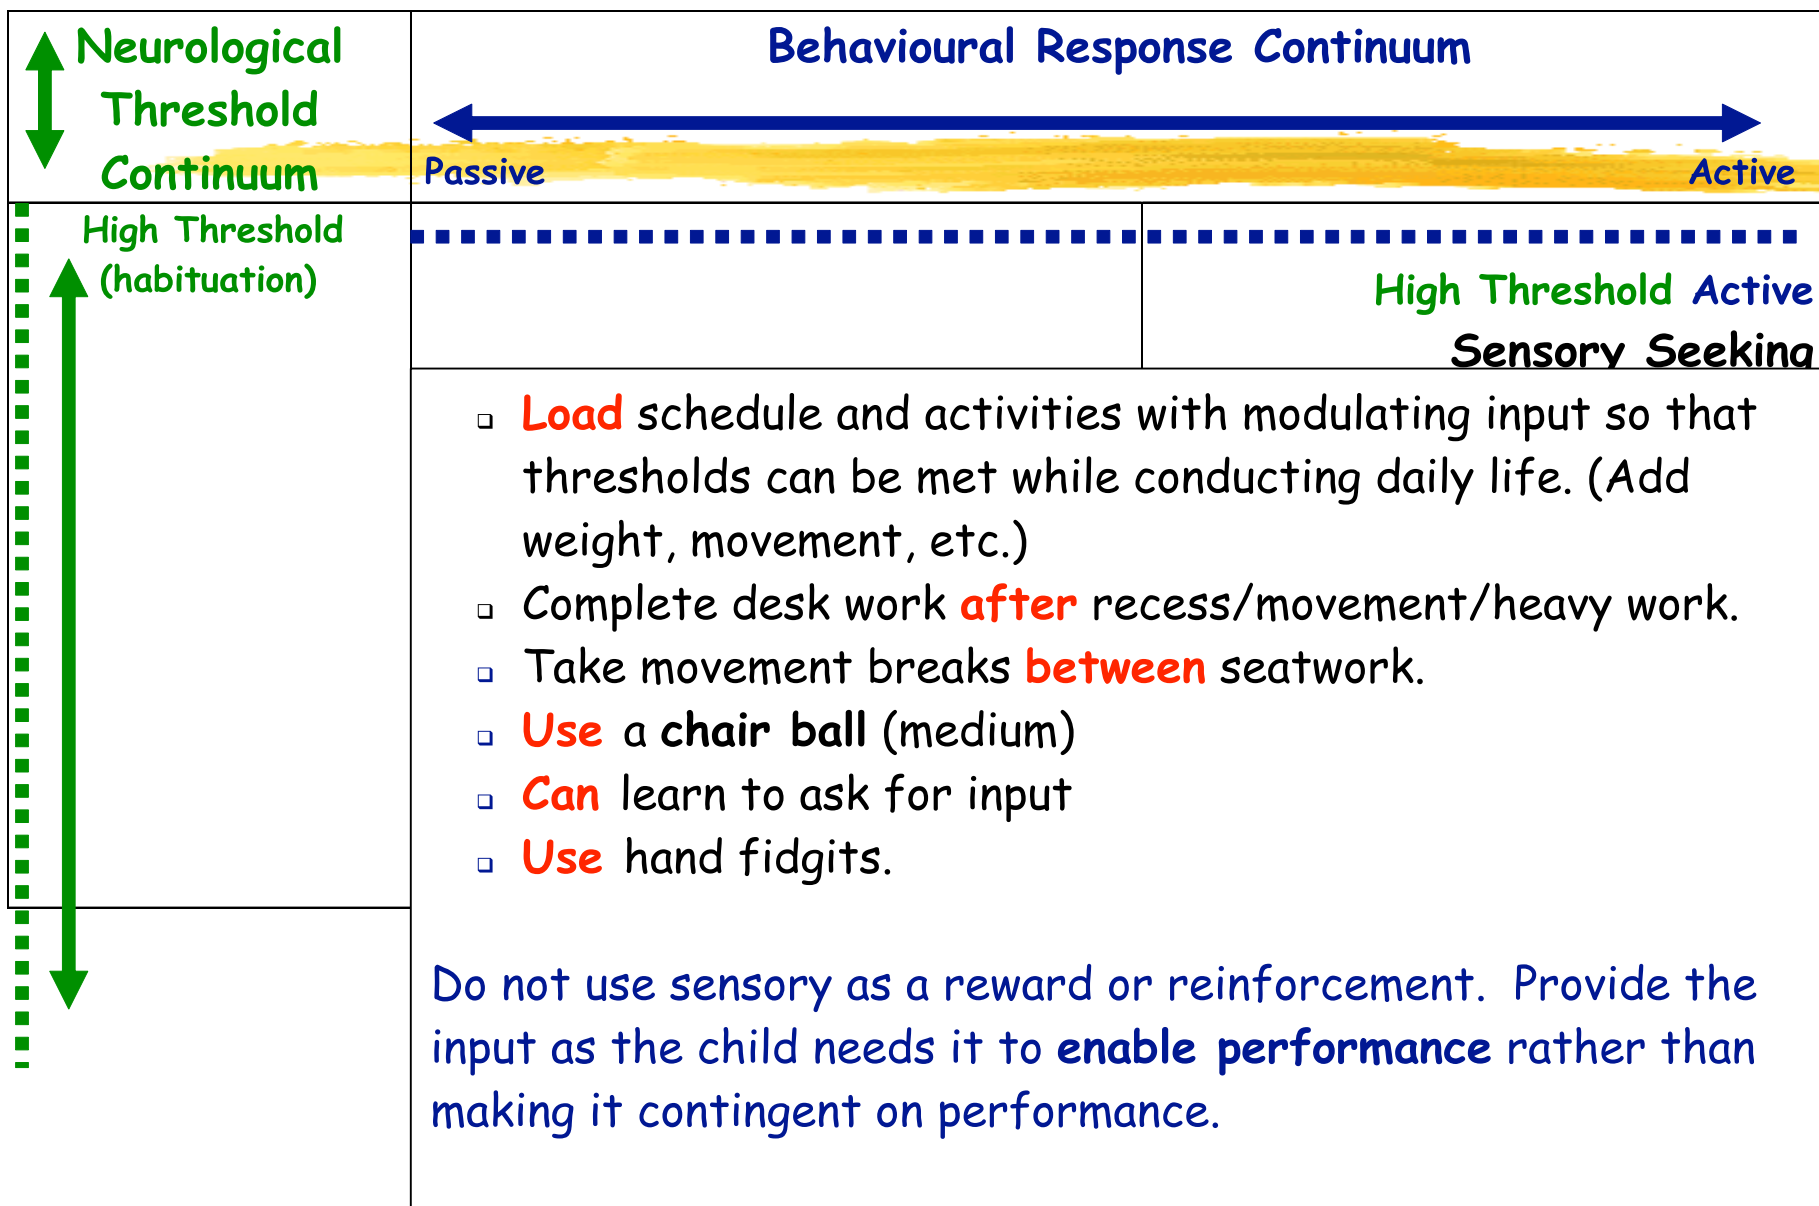 Neurological
Threshold
Continuum
Behavioural Response Continuum
Passive
Active
High Threshold
(habituation)
High Threshold Active
Sensory Seeking
❑ Load schedule and activities with modulating input so that
thresholds can be met while conducting daily life. (Add
weight, movement, etc.)
❑ Complete desk work after recess/movement/heavy work.
❑ Take movement breaks between seatwork.
❑ Use a chair ball (medium)
❑ Can learn to ask for input
❑ Use hand fidgits.
Do not use sensory as a reward or reinforcement. Provide the
input as the child needs it to enable performance rather than
making it contingent on performance.